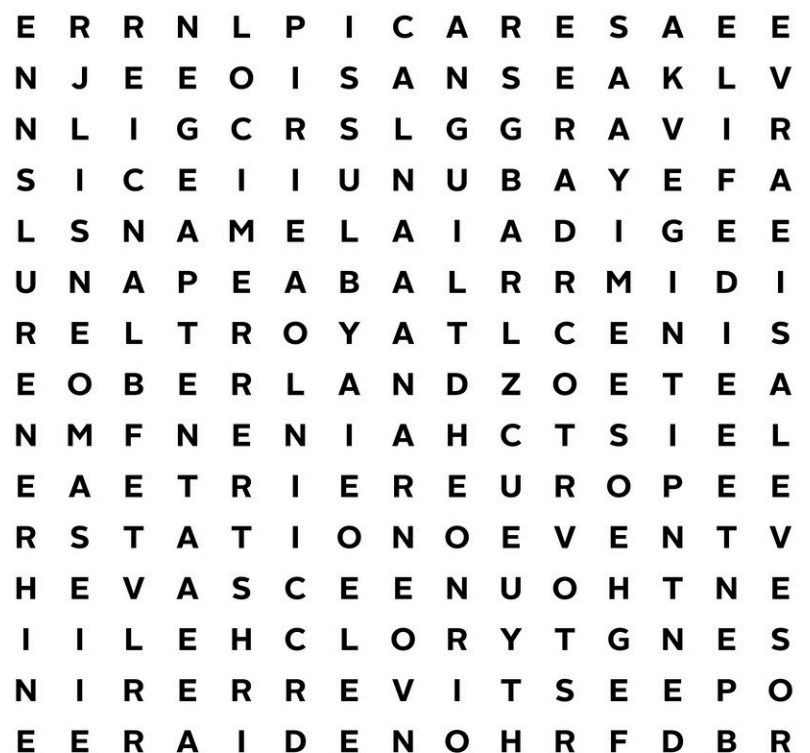 E R R N L P I C A R E S A E E
N J E E O I S A N S E A K L V
N L I G C R S L G G R A V I R
S I C E I I U N U B A Y E F A
L S N A M E L A I A D I G E E
U N A P E A B A L R R M I D I
R E L T R O Y A T L C E N I S
E O B E R L A N D Z O E T E A
N M F N E N I A H C T S I E L
E A E T R I E R E U R O P E E
R S T A T I O N O E V E N T V
H E V A S C E E N U O H T N E
I I L E H C L O R Y T G N E S
N I R E R R E V I T S E E P O
E E R A I D E N O H R F D B R